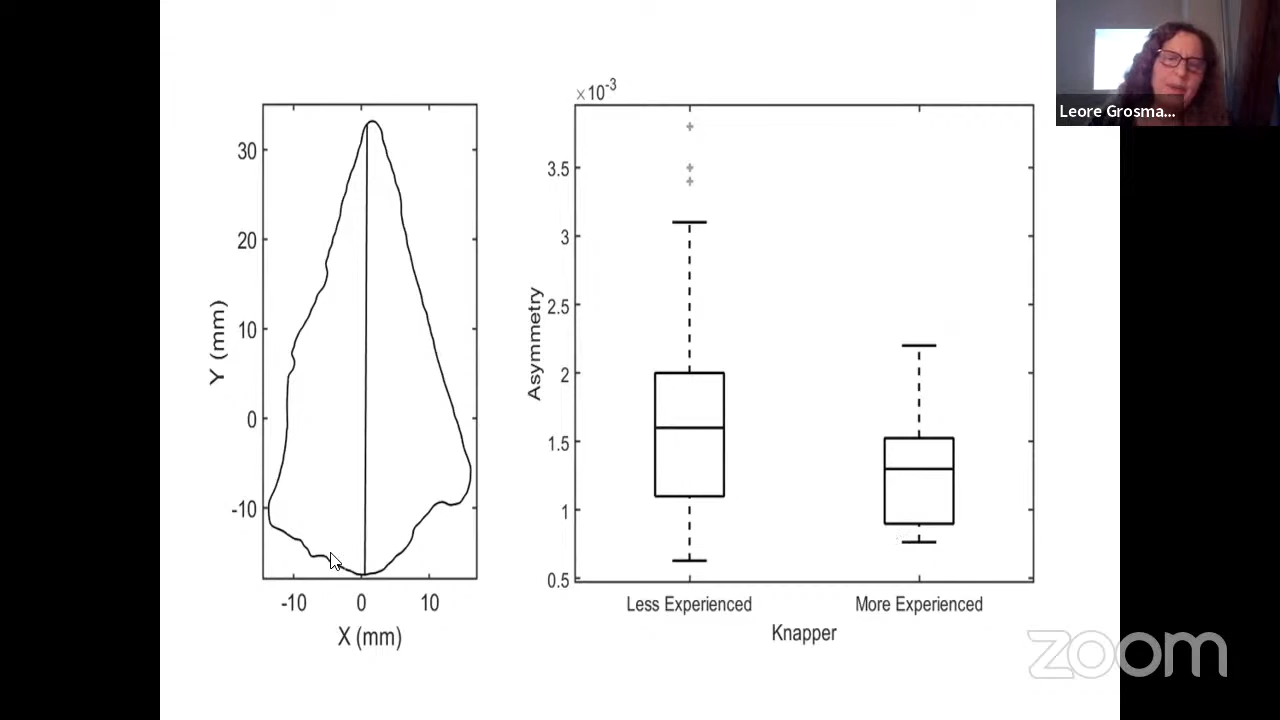 Leore Grosma...
×10⁻³
30
20
10
0
-10
Y (mm)
-10 0 10
X (mm)
3.5
3
2.5
2
1.5
1
0.5
Asymmetry
Less Experienced More Experienced
Knapper
zoom